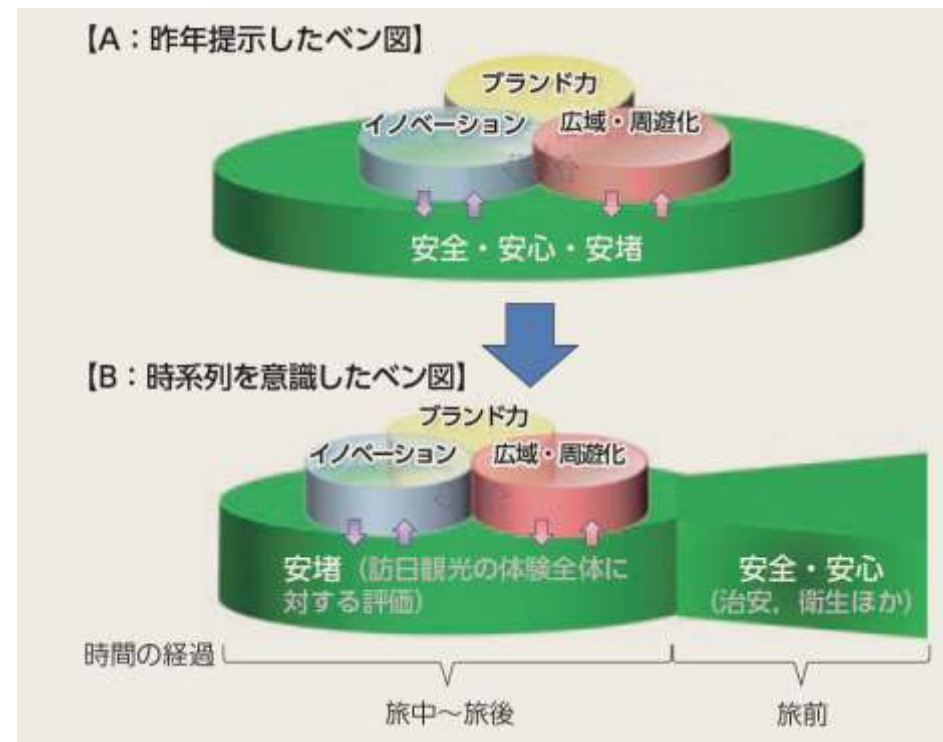 【A：昨年提示したベン図】
ブランド力
イノベーション
広域・周遊化
安全・安心・安堵
【B：時系列を意識したベン図】
ブランド力
イノベーション
広域・周遊化
安堵（訪日観光の体験全体に
対する評価）
安全・安心
（治安，衛生ほか）
時間の経過
旅中～旅後
旅前